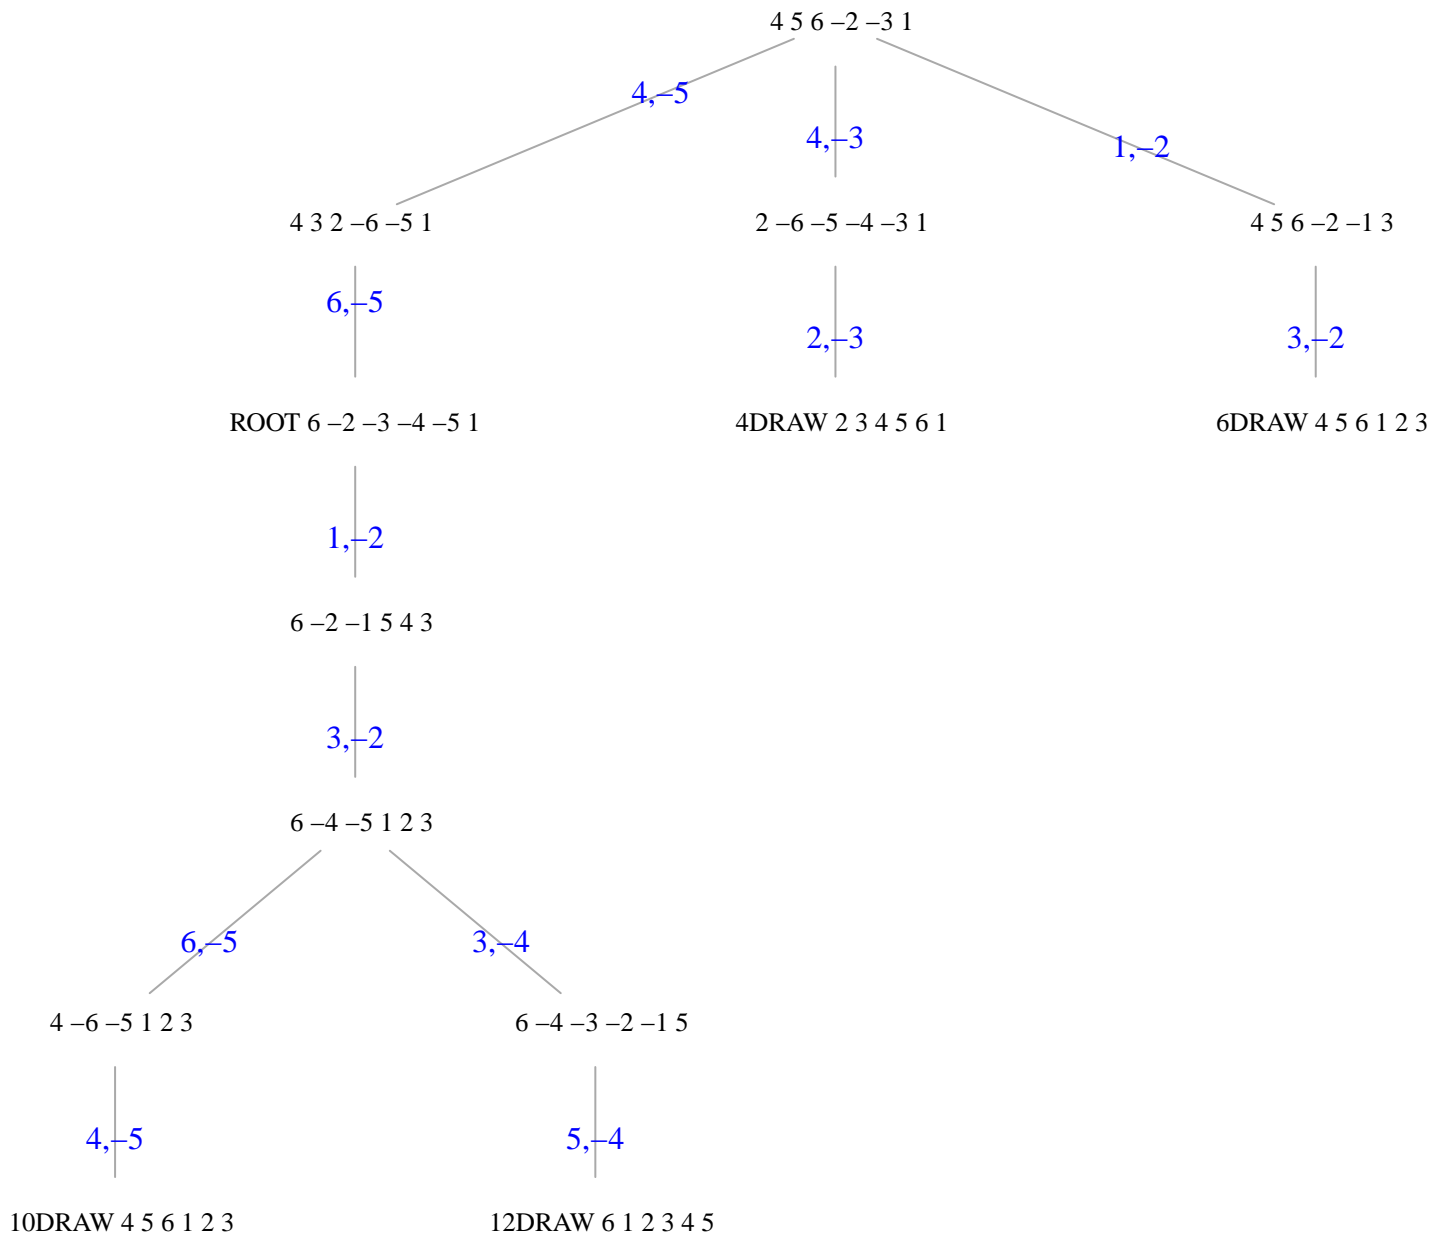 4 5 6 –2 –3 1
4,–5
4,–3
1,–2
4 3 2 –6 –5 1
2 –6 –5 –4 –3 1
4 5 6 –2 –1 3
6,–5
2,–3
3,–2
ROOT 6 –2 –3 –4 –5 1
4DRAW 2 3 4 5 6 1
6DRAW 4 5 6 1 2 3
1,–2
6 –2 –1 5 4 3
3,–2
6 –4 –5 1 2 3
6,–5
3,–4
4 –6 –5 1 2 3
6 –4 –3 –2 –1 5
4,–5
5,–4
10DRAW 4 5 6 1 2 3
12DRAW 6 1 2 3 4 5